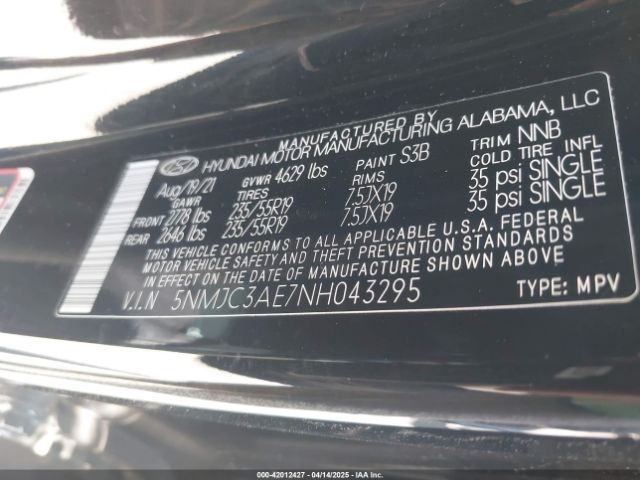 MANUFACTURED BY
HYUNDAI MOTOR MANUFACTURING ALABAMA, LLC
Aug/19/21 GVWR 4629 lbs PAINT S3B TRIM NNB
GAWR TIRES RIMS COLD TIRE INFL
FRONT 2778 lbs 235/55R19 7.5JX19 35 psi SINGLE
REAR 2646 lbs 235/55R19 7.5JX19 35 psi SINGLE
THIS VEHICLE CONFORMS TO ALL APPLICABLE U.S.A. FEDERAL
MOTOR VEHICLE SAFETY AND THEFT PREVENTION STANDARDS
IN EFFECT ON THE DATE OF MANUFACTURE SHOWN ABOVE
V.I.N 5NMJC3AE7NH043295 TYPE: MPV
000-42012427 - 04/14/2025 - IAA Inc.